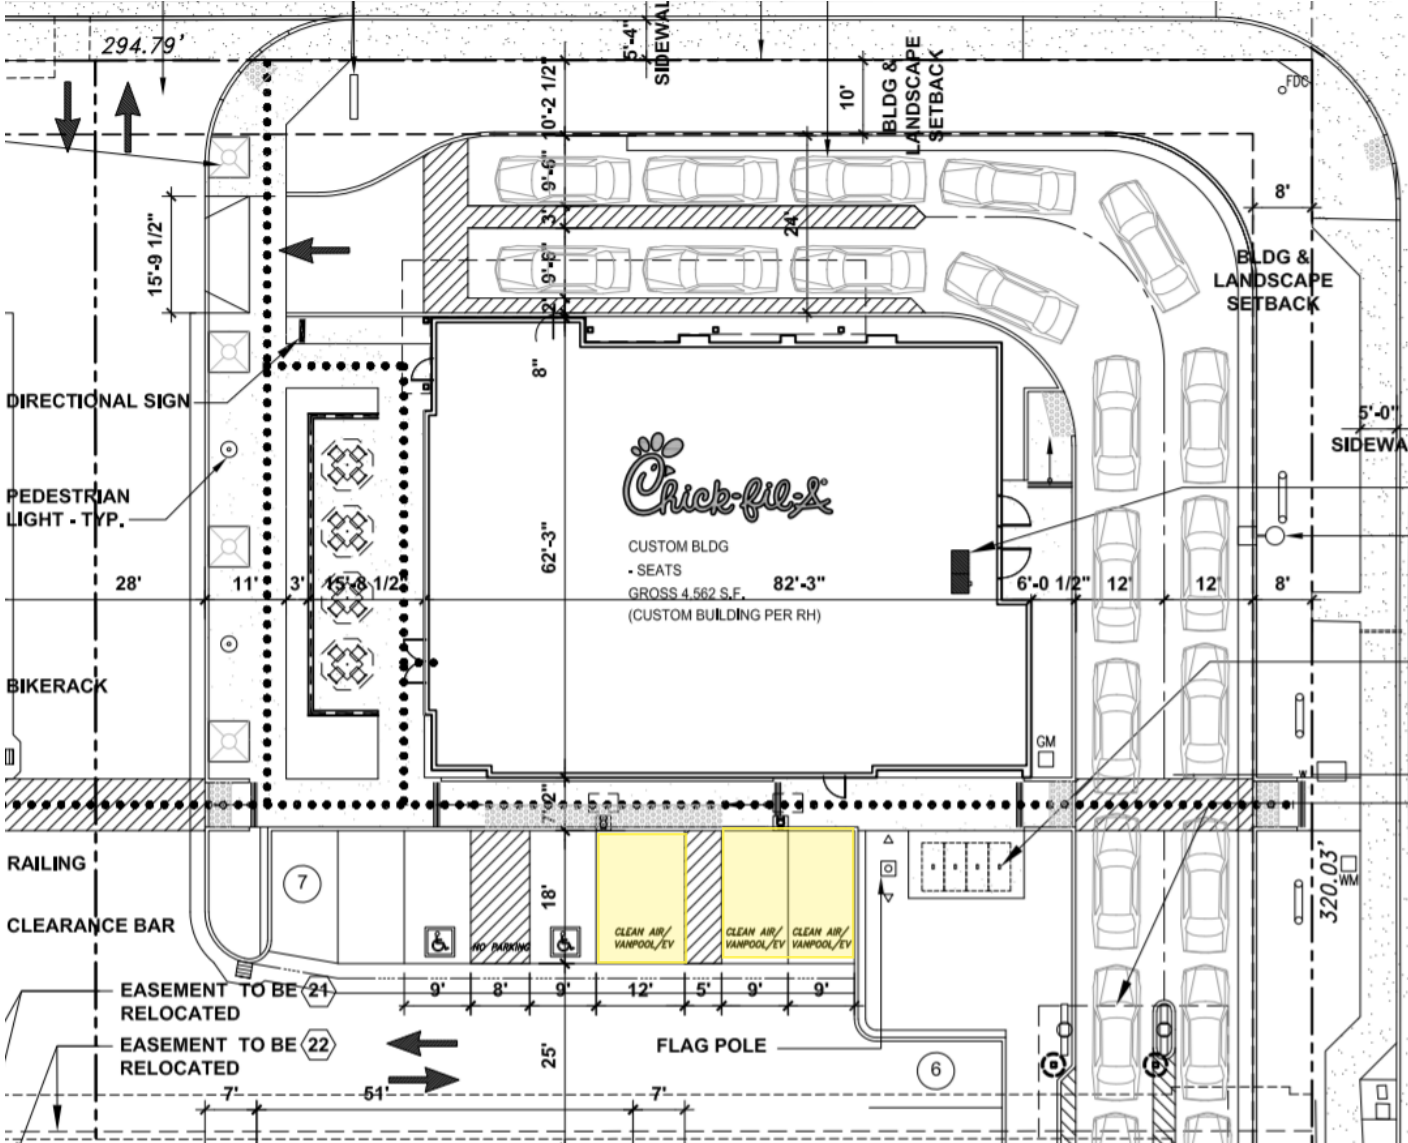 294.79'
5'-4"
SIDEWAL
10'-2 1/2"
10'
BLDG &
LANDSCAPE
SETBACK
FDC
9'-6"
3'
24'
8'
15'-9 1/2"
9'-6"
2'
BLDG &
LANDSCAPE
SETBACK
8"
DIRECTIONAL SIGN
5'-0"
SIDEWA
PEDESTRIAN
LIGHT - TYP.
Chick-fil-A
62'-3"
CUSTOM BLDG
- SEATS
GROSS 4,562 S.F.
(CUSTOM BUILDING PER RH)
28'
11'
3'
15'-8 1/2"
82'-3"
6'-0 1/2"
12'
12'
8'
BIKERACK
GM
W
7'-2"
RAILING
7
18'
320.03'
WM
CLEARANCE BAR
NO PARKING
CLEAN AIR/
VANPOOL/EV
CLEAN AIR/
VANPOOL/EV
CLEAN AIR/
VANPOOL/EV
EASEMENT TO BE 21
RELOCATED
9'
8'
9'
12'
5'
9'
9'
EASEMENT TO BE 22
RELOCATED
25'
FLAG POLE
6
7'
51'
7'